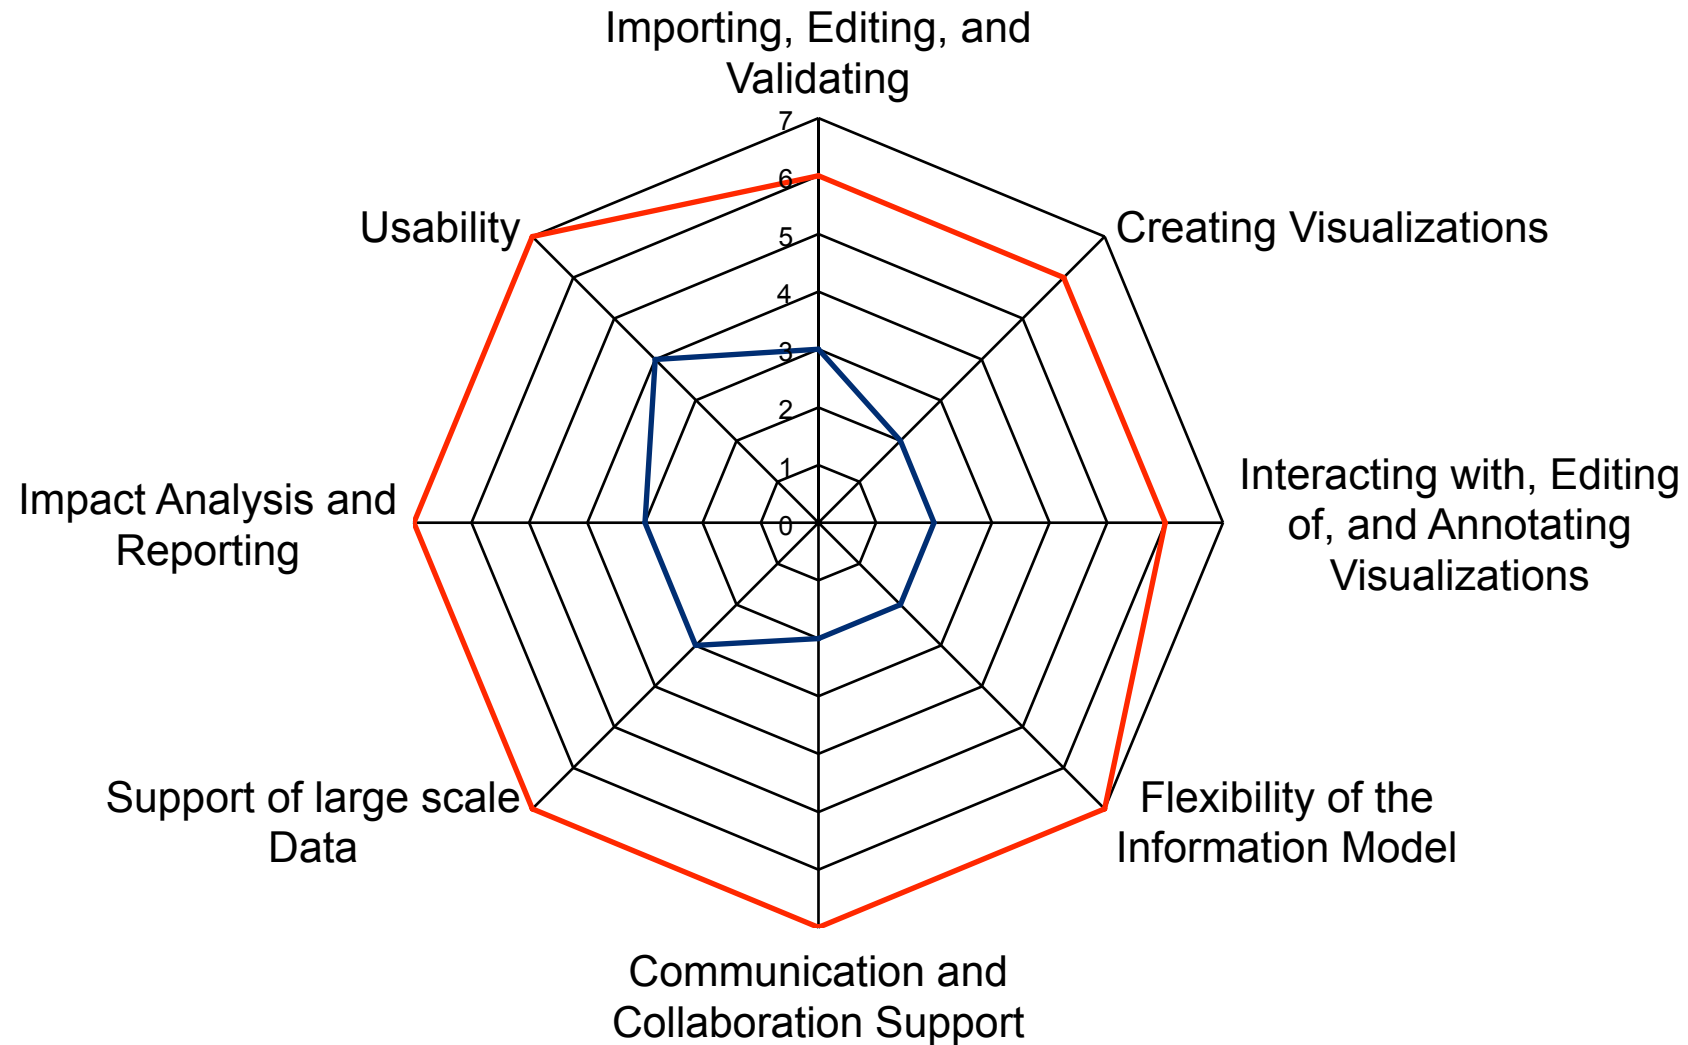 Importing, Editing, and
Validating
7
6
5
4
3
2
1
0
Usability
Creating Visualizations
Impact Analysis and
Reporting
Interacting with, Editing
of, and Annotating
Visualizations
Support of large scale
Data
Flexibility of the
Information Model
Communication and
Collaboration Support